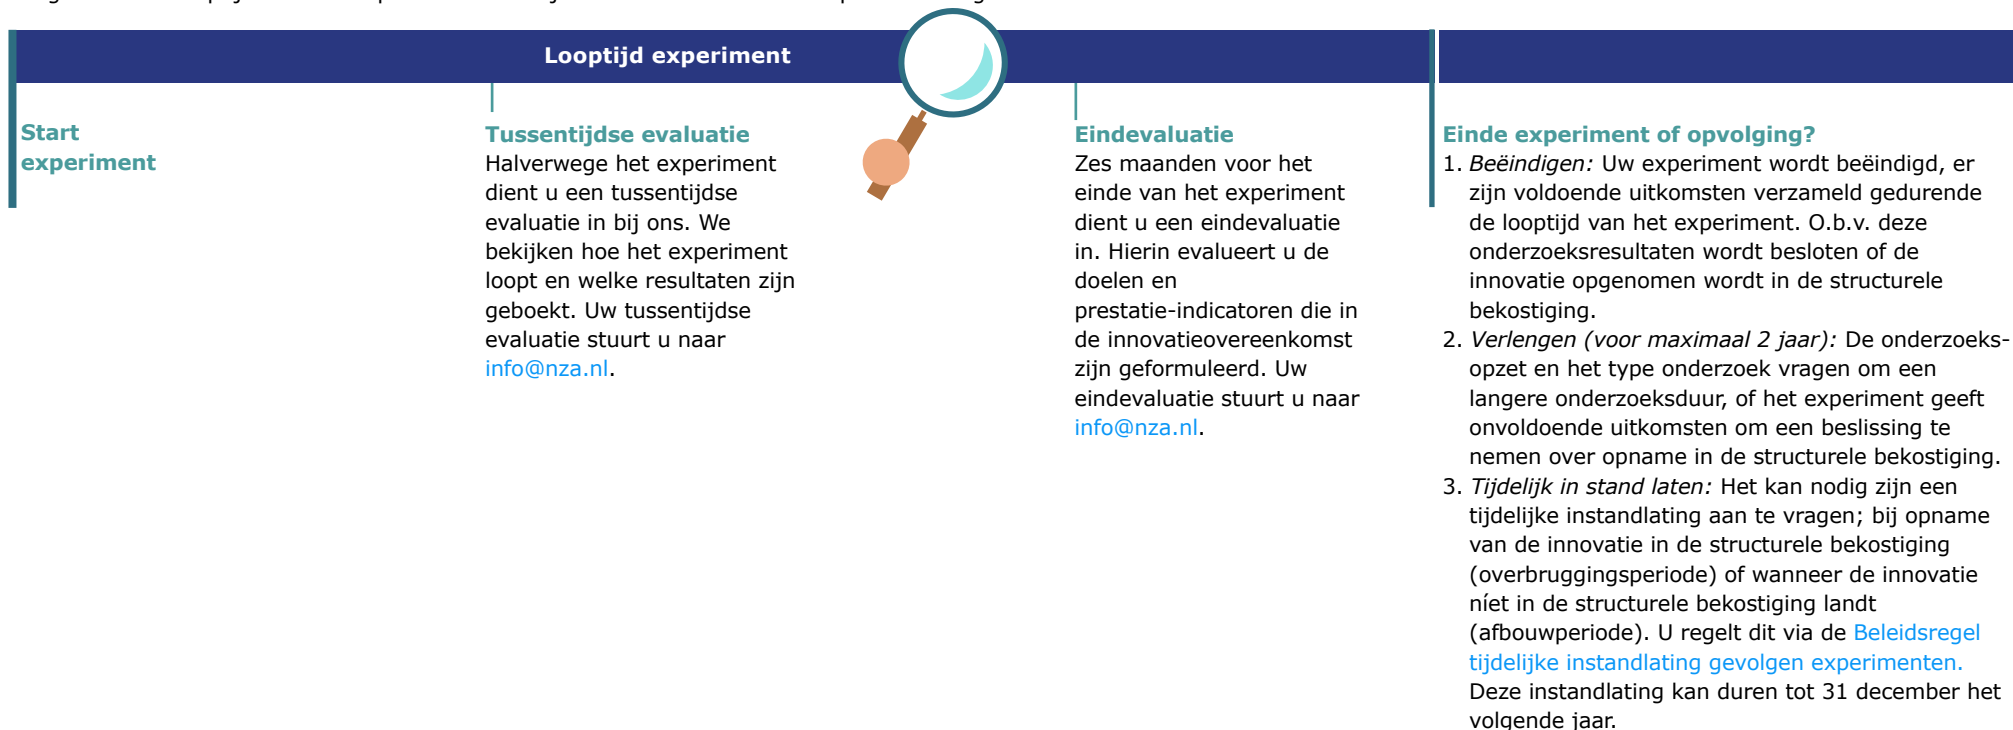 Looptijd experiment
Start
experiment
Tussentijdse evaluatie
Halverwege het experiment
dient u een tussentijdse
evaluatie in bij ons. We
bekijken hoe het experiment
loopt en welke resultaten zijn
geboekt. Uw tussentijdse
evaluatie stuurt u naar
info@nza.nl.
Eindevaluatie
Zes maanden voor het
einde van het experiment
dient u een eindevaluatie
in. Hierin evalueert u de
doelen en
prestatie-indicatoren die in
de innovatieovereenkomst
zijn geformuleerd. Uw
eindevaluatie stuurt u naar
info@nza.nl.
Einde experiment of opvolging?
1. Beëindigen: Uw experiment wordt beëindigd, er
zijn voldoende uitkomsten verzameld gedurende
de looptijd van het experiment. O.b.v. deze
onderzoeksresultaten wordt besloten of de
innovatie opgenomen wordt in de structurele
bekostiging.
2. Verlengen (voor maximaal 2 jaar): De onderzoeks-
opzet en het type onderzoek vragen om een
langere onderzoeksduur, of het experiment geeft
onvoldoende uitkomsten om een beslissing te
nemen over opname in de structurele bekostiging.
3. Tijdelijk in stand laten: Het kan nodig zijn een
tijdelijke instandlating aan te vragen; bij opname
van de innovatie in de structurele bekostiging
(overbruggingsperiode) of wanneer de innovatie
níet in de structurele bekostiging landt
(afbouwperiode). U regelt dit via de Beleidsregel
tijdelijke instandlating gevolgen experimenten.
Deze instandlating kan duren tot 31 december het
volgende jaar.